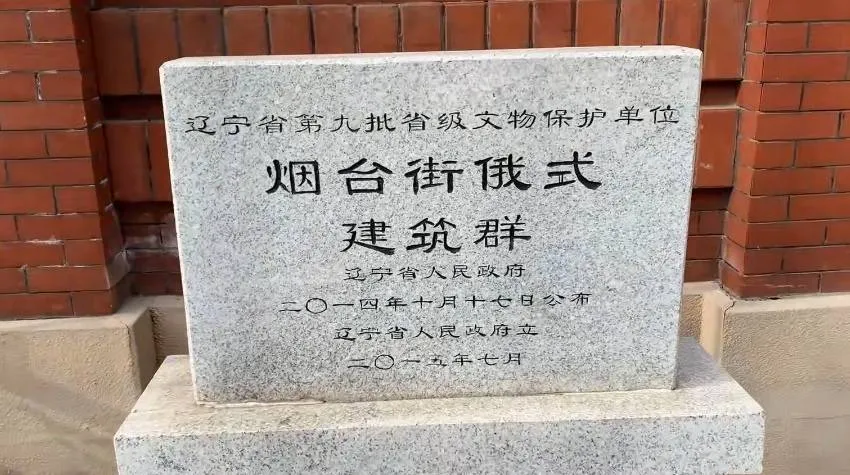 辽宁省第九批省级文物保护单位
烟台街俄式
建筑群
辽宁省人民政府
二〇一四年十月十七日公布
辽宁省人民政府立
二〇一五年七月